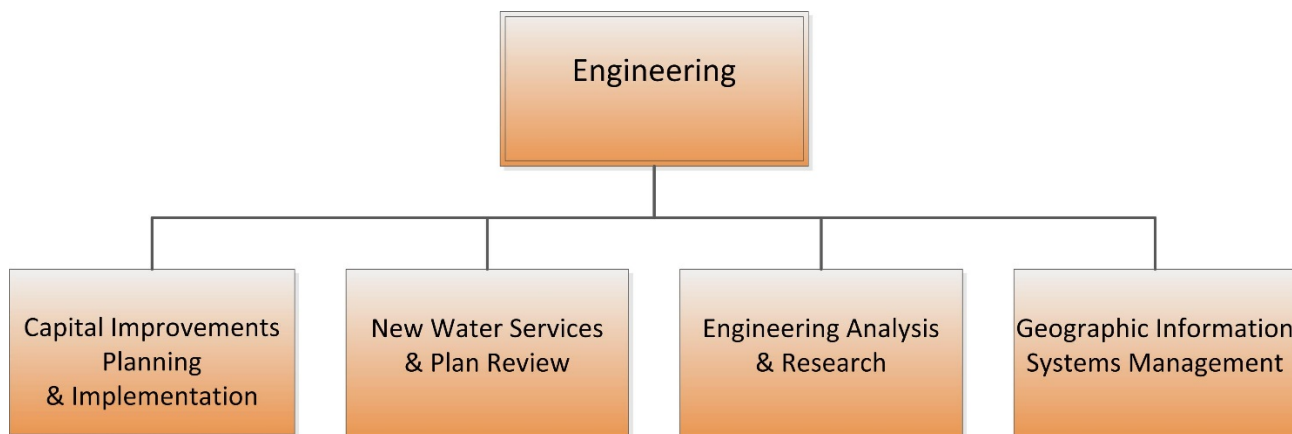 Engineering
Capital Improvements
Planning
& Implementation
New Water Services
& Plan Review
Engineering Analysis
& Research
Geographic Information
Systems Management